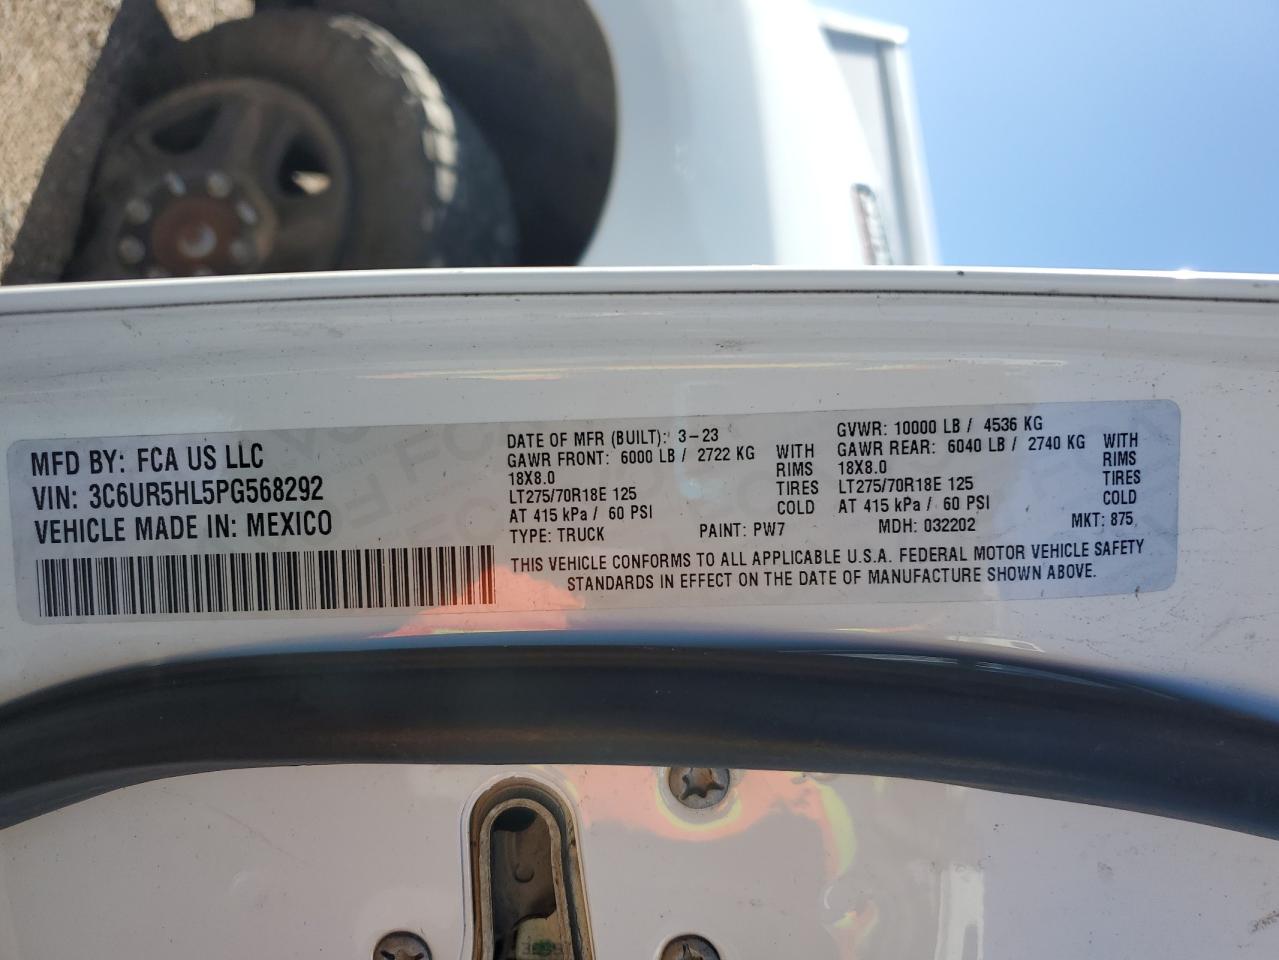 MFD BY: FCA US LLC
VIN: 3C6UR5HL5PG568292
VEHICLE MADE IN: MEXICO
DATE OF MFR (BUILT): 3-23
GAWR FRONT: 6000 LB / 2722 KG WITH
18X8.0 RIMS
LT275/70R18E 125 TIRES
AT 415 kPa / 60 PSI COLD
GVWR: 10000 LB / 4536 KG
GAWR REAR: 6040 LB / 2740 KG WITH
18X8.0 RIMS
LT275/70R18E 125 TIRES
AT 415 kPa / 60 PSI COLD
TYPE: TRUCK PAINT: PW7 MDH: 032202 MKT: 875
THIS VEHICLE CONFORMS TO ALL APPLICABLE U.S.A. FEDERAL MOTOR VEHICLE SAFETY
STANDARDS IN EFFECT ON THE DATE OF MANUFACTURE SHOWN ABOVE.